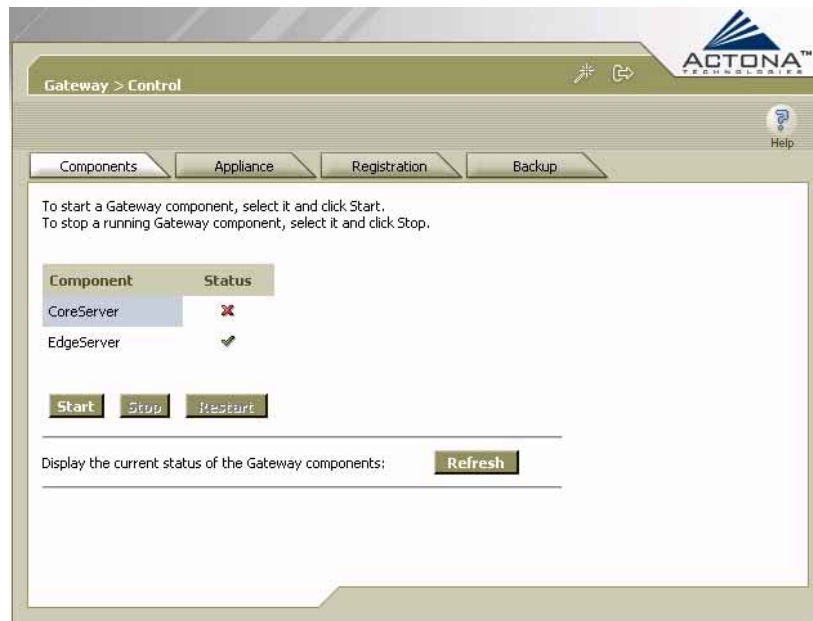 ACTONA™
TECHNOLOGIES
Gateway > Control
Help
Components Appliance Registration Backup
To start a Gateway component, select it and click Start.
To stop a running Gateway component, select it and click Stop.
Component Status
CoreServer
EdgeServer
Start Stop Restart
Display the current status of the Gateway components: Refresh